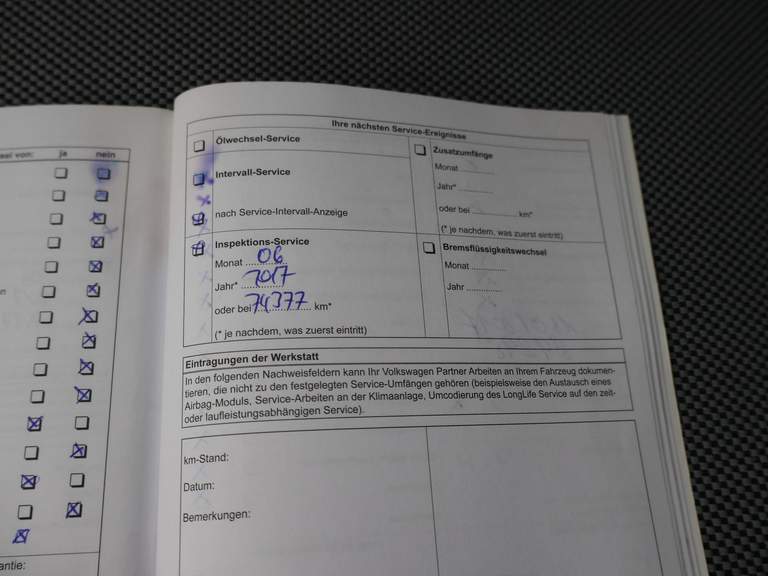 sel von: ja nein
antie:
Ihre nächsten Service-Ereignisse
Ölwechsel-Service
Intervall-Service
nach Service-Intervall-Anzeige
Inspektions-Service
Monat 06
Jahr* 2017
oder bei 74377 km*
(* je nachdem, was zuerst eintritt)
Zusatzumfänge
Monat ..........
Jahr* ..........
oder bei .......... km*
(* je nachdem, was zuerst eintritt)
Bremsflüssigkeitswechsel
Monat ..........
Jahr ..........
Eintragungen der Werkstatt
In den folgenden Nachweisfeldern kann Ihr Volkswagen Partner Arbeiten an Ihrem Fahrzeug dokumen-
tieren, die nicht zu den festgelegten Service-Umfängen gehören (beispielsweise den Austausch eines
Airbag-Moduls, Service-Arbeiten an der Klimaanlage, Umcodierung des LongLife Service auf den zeit-
oder laufleistungsabhängigen Service).
km-Stand:
Datum:
Bemerkungen: